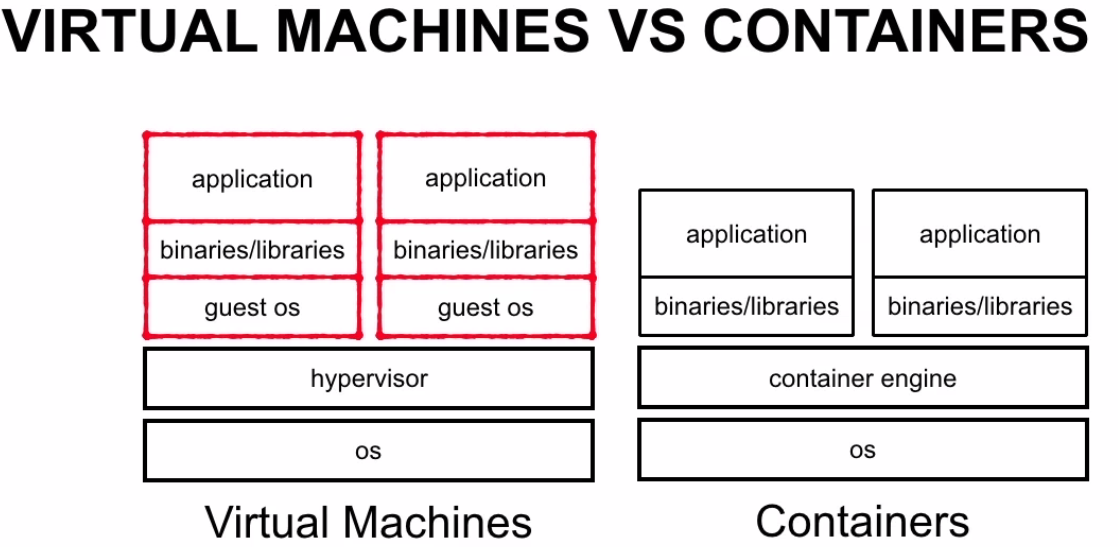 VIRTUAL MACHINES VS CONTAINERS
application
binaries/libraries
guest os
application
binaries/libraries
guest os
hypervisor
os
Virtual Machines
application
binaries/libraries
application
binaries/libraries
container engine
os
Containers